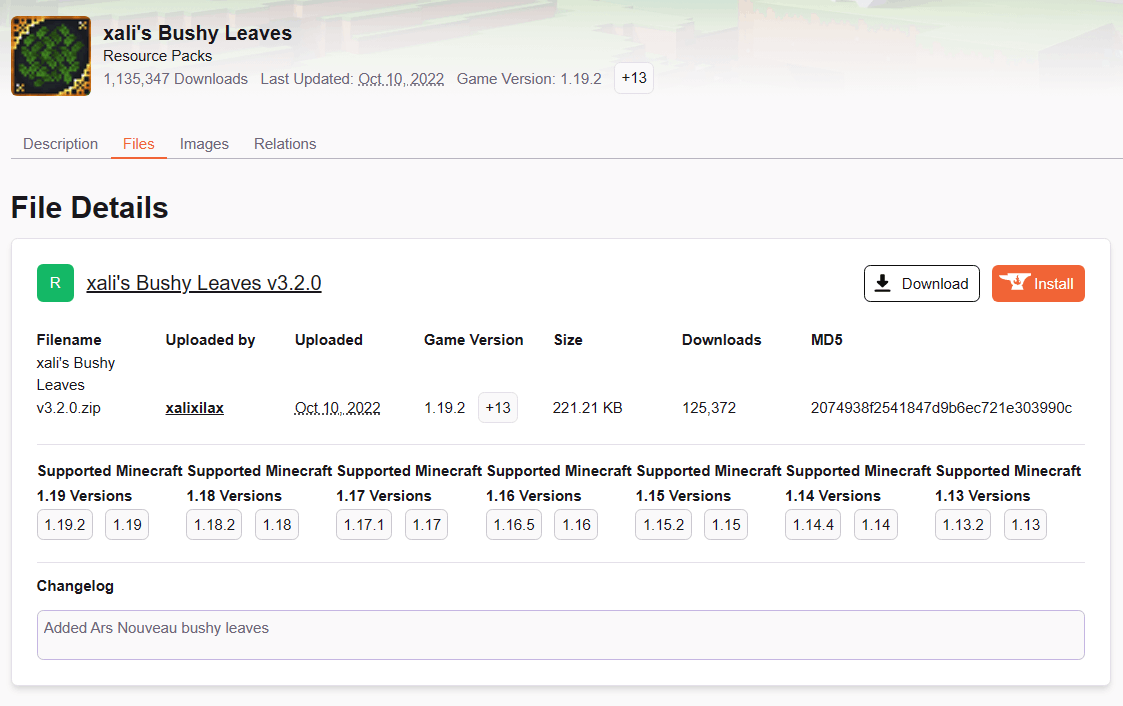 xali's Bushy Leaves
Resource Packs
1,135,347 Downloads Last Updated: Oct 10, 2022 Game Version: 1.19.2 +13
Description Files Images Relations
File Details
R xali's Bushy Leaves v3.2.0 Download Install
Filename Uploaded by Uploaded Game Version Size Downloads MD5
xali's Bushy
Leaves
v3.2.0.zip xalixilax Oct 10, 2022 1.19.2 +13 221.21 KB 125,372 2074938f2541847d9b6ec721e303990c
Supported Minecraft Supported Minecraft Supported Minecraft Supported Minecraft Supported Minecraft Supported Minecraft Supported Minecraft
1.19 Versions 1.18 Versions 1.17 Versions 1.16 Versions 1.15 Versions 1.14 Versions 1.13 Versions
1.19.2 1.19 1.18.2 1.18 1.17.1 1.17 1.16.5 1.16 1.15.2 1.15 1.14.4 1.14 1.13.2 1.13
Changelog
Added Ars Nouveau bushy leaves